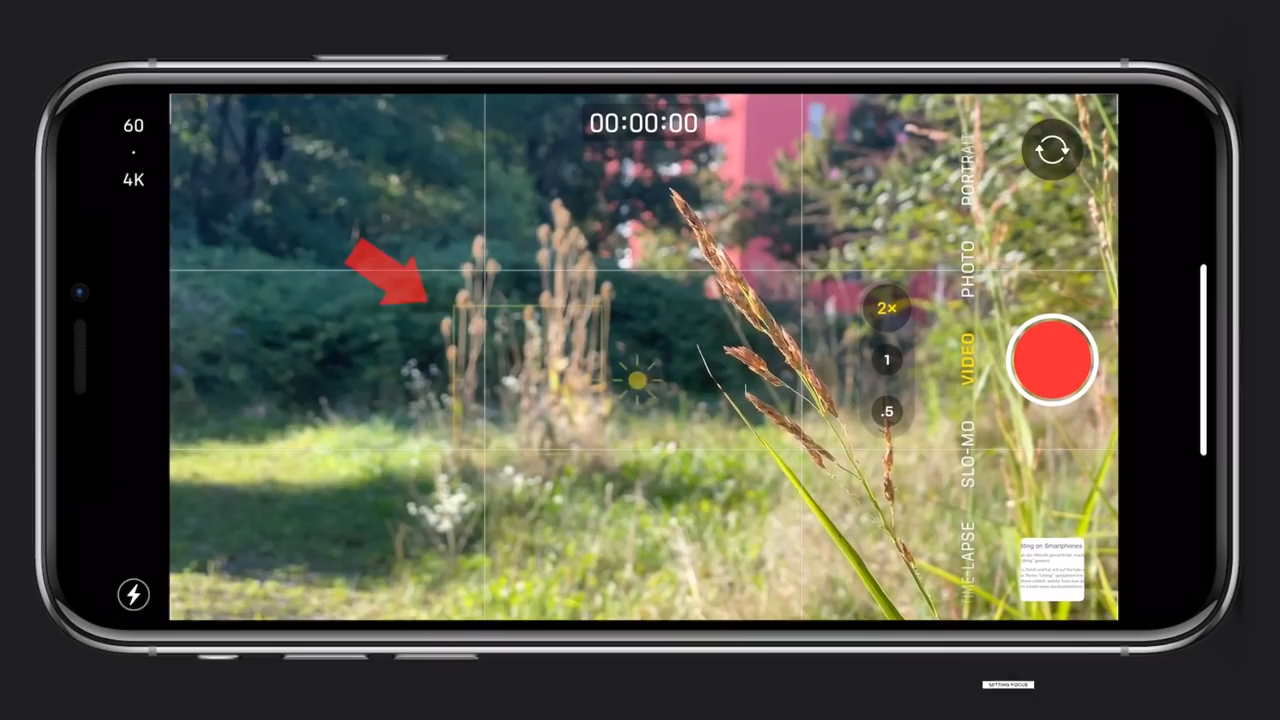 60
4K
00:00:00
PORTRAIT
PHOTO
VIDEO
SLO-MO
TIME-LAPSE
2×
1
.5
iting on Smartphones
SETTING FOCUS